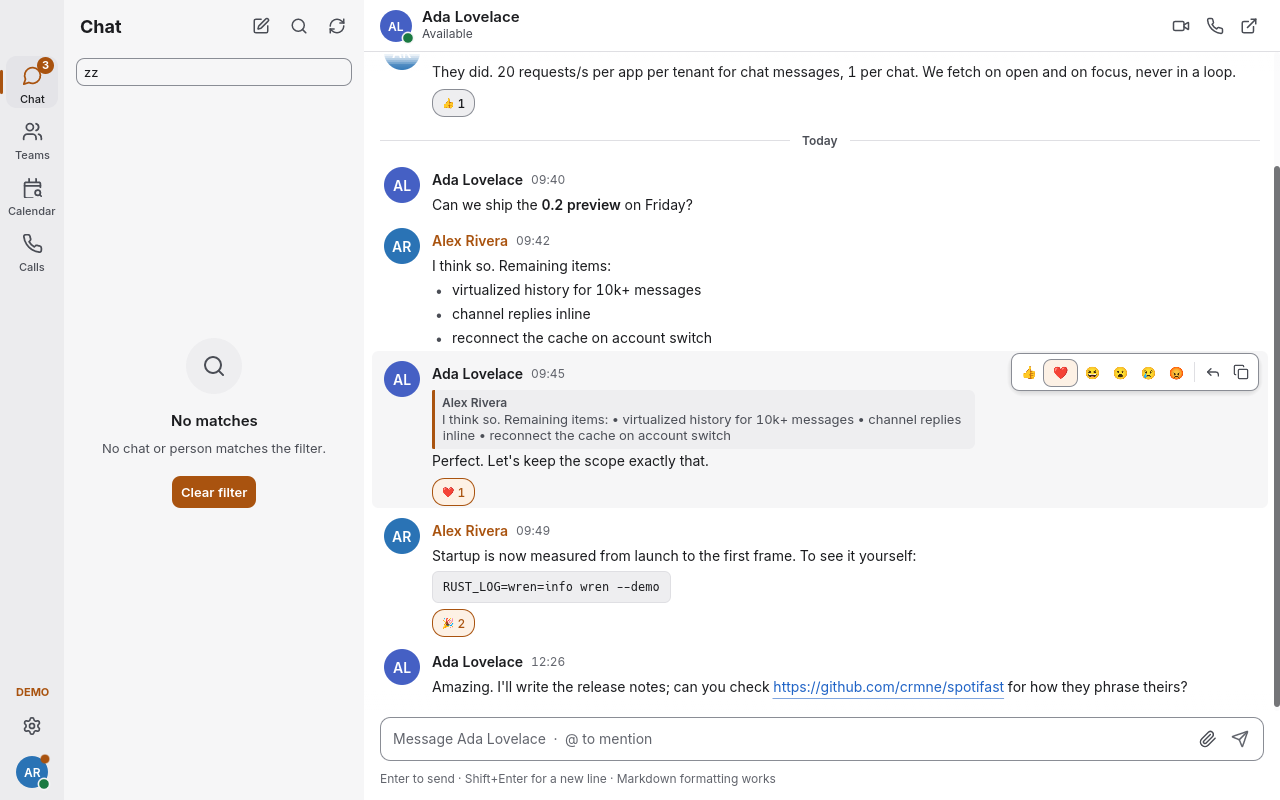 Chat
zz
3
Chat
Teams
Calendar
Calls
No matches
No chat or person matches the filter.
Clear filter
DEMO
AR
AL
Ada Lovelace
Available
They did. 20 requests/s per app per tenant for chat messages, 1 per chat. We fetch on open and on focus, never in a loop.
👍 1
Today
AL
Ada Lovelace 09:40
Can we ship the 0.2 preview on Friday?
AR
Alex Rivera 09:42
I think so. Remaining items:
• virtualized history for 10k+ messages
• channel replies inline
• reconnect the cache on account switch
AL
Ada Lovelace 09:45
Alex Rivera
I think so. Remaining items: • virtualized history for 10k+ messages • channel replies
inline • reconnect the cache on account switch
Perfect. Let's keep the scope exactly that.
❤️ 1
AR
Alex Rivera 09:49
Startup is now measured from launch to the first frame. To see it yourself:
RUST_LOG=wren=info wren --demo
🎉 2
AL
Ada Lovelace 12:26
Amazing. I'll write the release notes; can you check https://github.com/crmne/spotifast for how they phrase theirs?
Message Ada Lovelace · @ to mention
Enter to send · Shift+Enter for a new line · Markdown formatting works